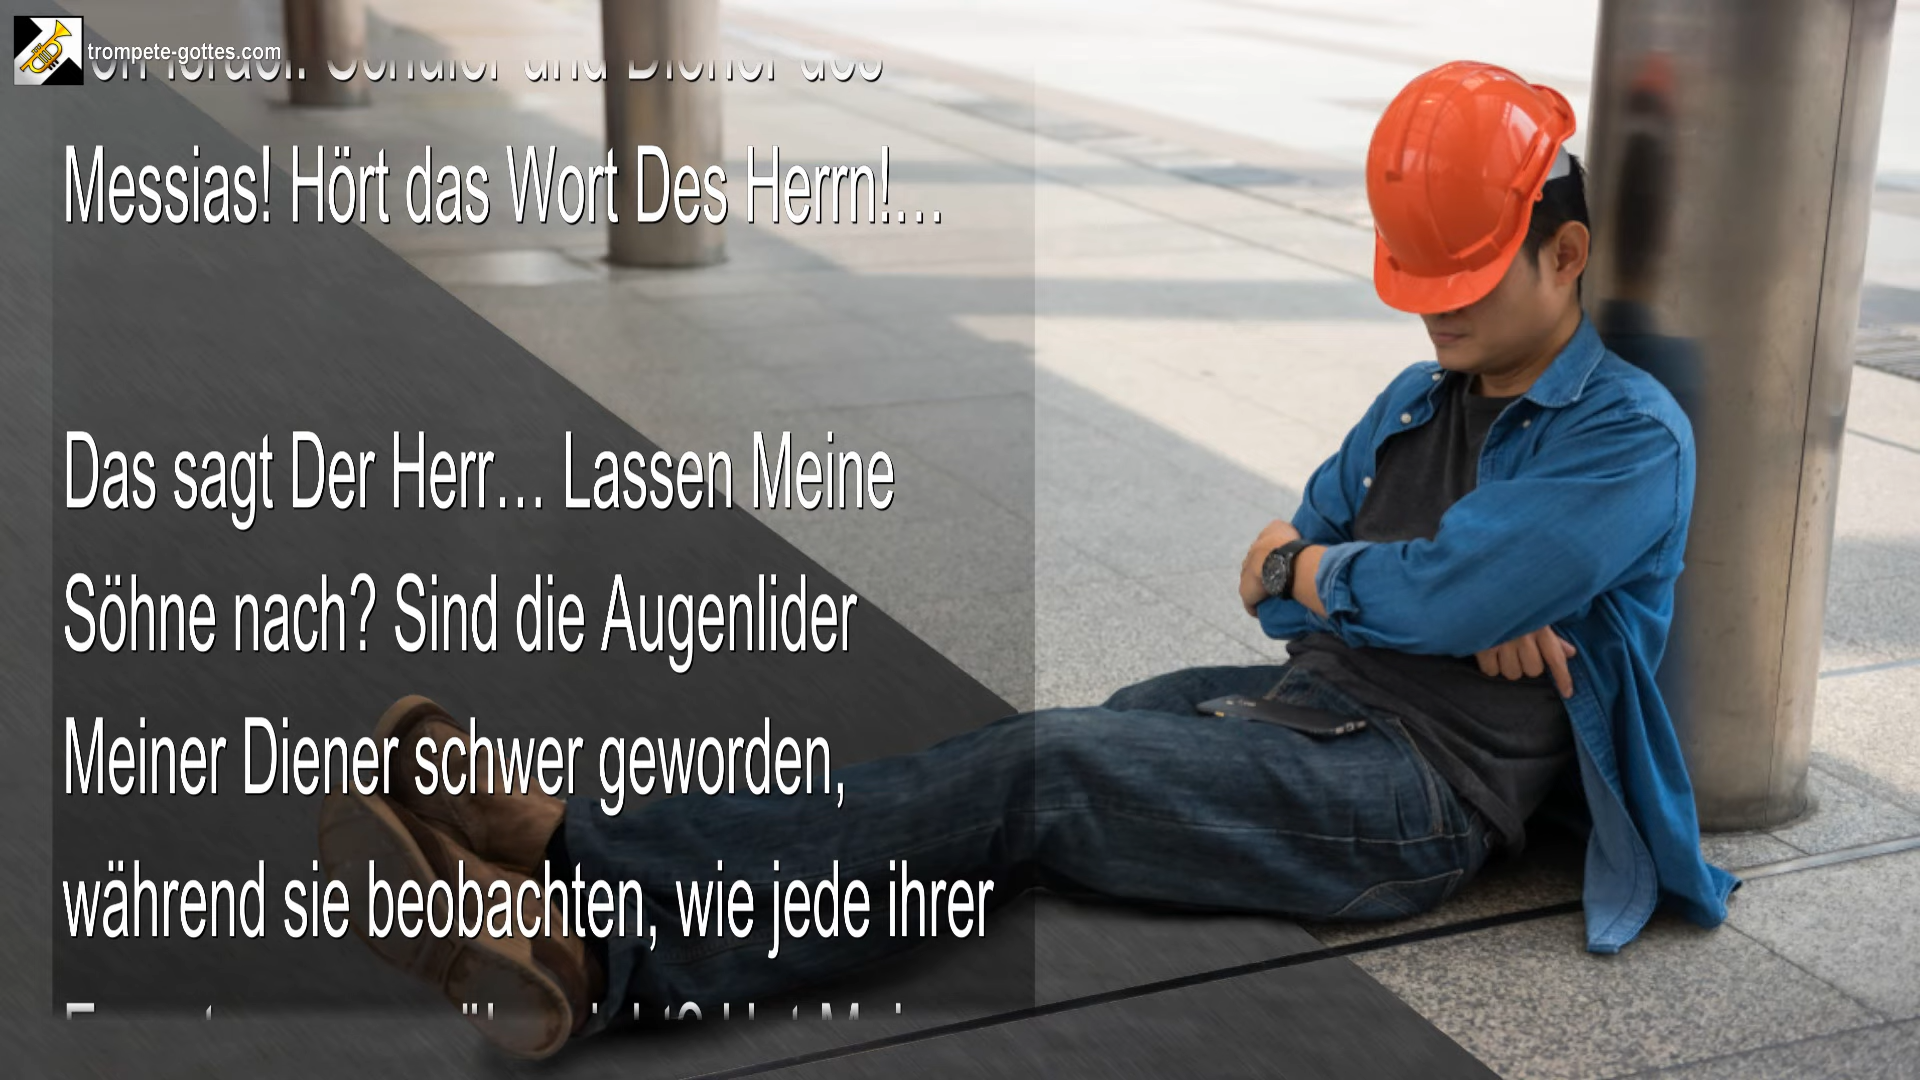 trompete-gottes.com
Messias! Hört das Wort Des Herrn!…
Das sagt Der Herr… Lassen Meine
Söhne nach? Sind die Augenlider
Meiner Diener schwer geworden,
während sie beobachten, wie jede ihrer